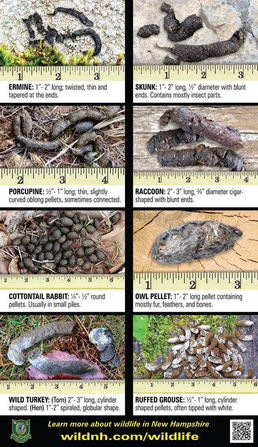 1 2 3
1 2 3
ERMINE: 1"- 2" long; twisted, thin and
tapered at the ends.
SKUNK: 1"- 2" long, ½" diameter with blunt
ends. Contains mostly insect parts.
2 3 4
1 2 3
PORCUPINE: ½"- 1" long; thin, slightly
curved oblong pellets, sometimes connected.
RACCOON: 2"- 3" long, ¾" diameter cigar-
shaped with blunt ends.
1 2 3
1 2 3
COTTONTAIL RABBIT: ¼"- ½" round
pellets. Usually in small piles.
OWL PELLET: 1"- 2" long pellet containing
mostly fur, feathers, and bones.
1 2 3
1 2 3
WILD TURKEY: (Tom) 2"- 3" long, cylinder
shaped. (Hen) 1"-2" spiraled, globular shape.
RUFFED GROUSE: ½"- 1" long, cylinder
shaped pellets, often tipped with white.
Learn more about wildlife in New Hampshire
wildnh.com/wildlife